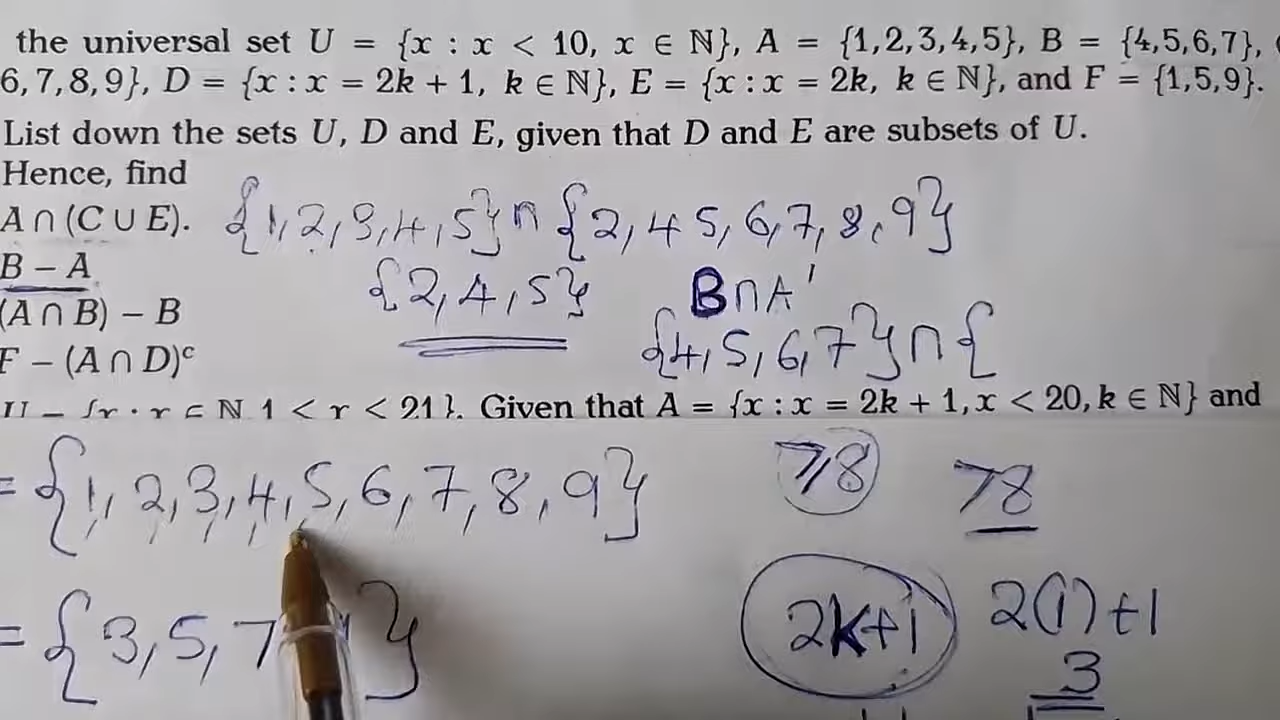 the universal set U = {x : x < 10, x ∈ ℕ}, A = {1,2,3,4,5}, B = {4,5,6,7},
6,7,8,9}, D = {x : x = 2k + 1, k ∈ ℕ}, E = {x : x = 2k, k ∈ ℕ}, and F = {1,5,9}.
List down the sets U, D and E, given that D and E are subsets of U.
Hence, find
A ∩ (C ∪ E). {1,2,3,4,5} ∩ {2,4 5,6,7,8,9}
B – A {2,4,5} B∩A'
(A ∩ B) – B {4,5,6,7} ∩ {
F – (A ∩ D)ᶜ
Given that A = {x : x = 2k + 1, x < 20, k ∈ ℕ} and
= {1,2,3,4,5,6,7,8,9} ⩾8 >8
= {3,5,7 } 2k+1 2(1)+1
3